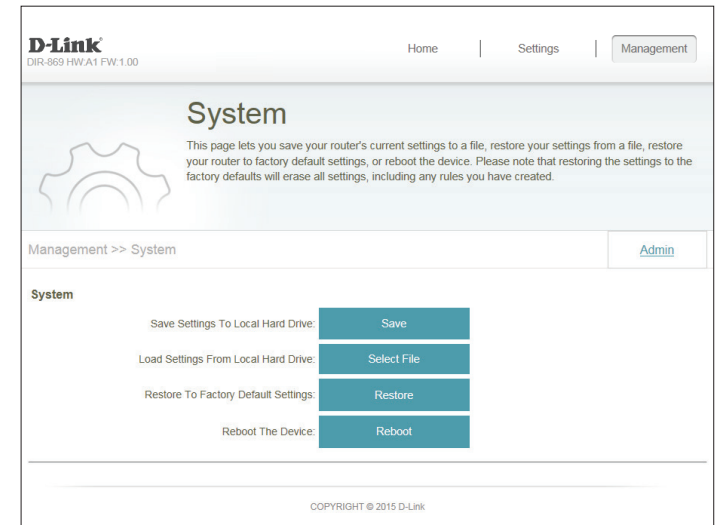 D-Link
DIR-869 HW:A1 FW:1.00
Home
Settings
Management
System
This page lets you save your router's current settings to a file, restore your settings from a file, restore
your router to factory default settings, or reboot the device. Please note that restoring the settings to the
factory defaults will erase all settings, including any rules you have created.
Management >> System
Admin
System
Save Settings To Local Hard Drive: Save
Load Settings From Local Hard Drive: Select File
Restore To Factory Default Settings: Restore
Reboot The Device: Reboot
COPYRIGHT © 2015 D-Link